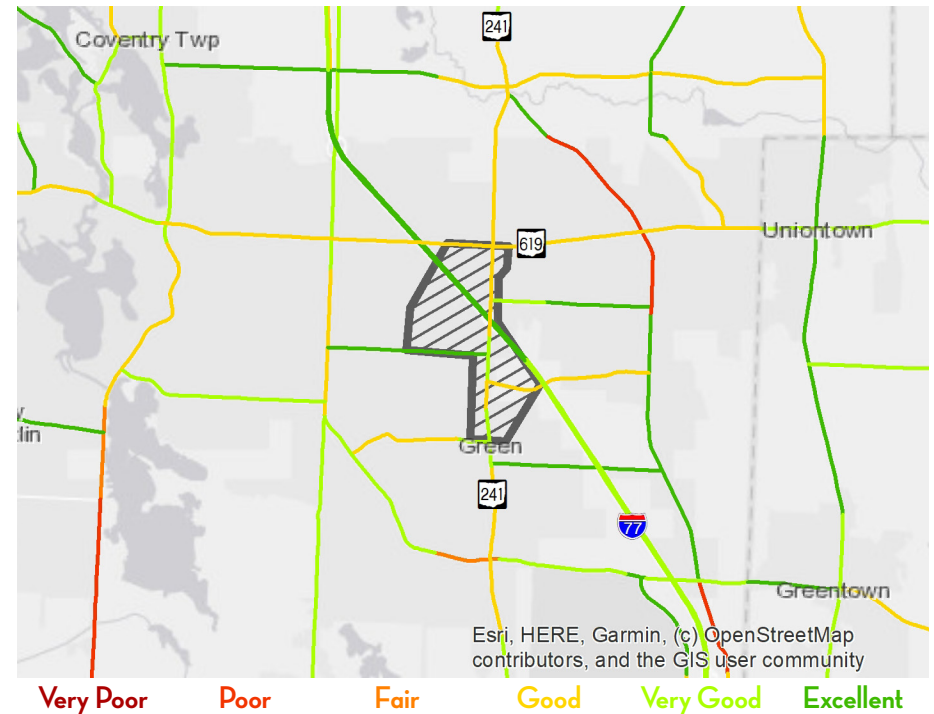 241
Coventry Twp
Uniontown
619
y
lin
Green
241
77
Greentown
Esri, HERE, Garmin, (c) OpenStreetMap
contributors, and the GIS user community
Very Poor Poor Fair Good Very Good Excellent